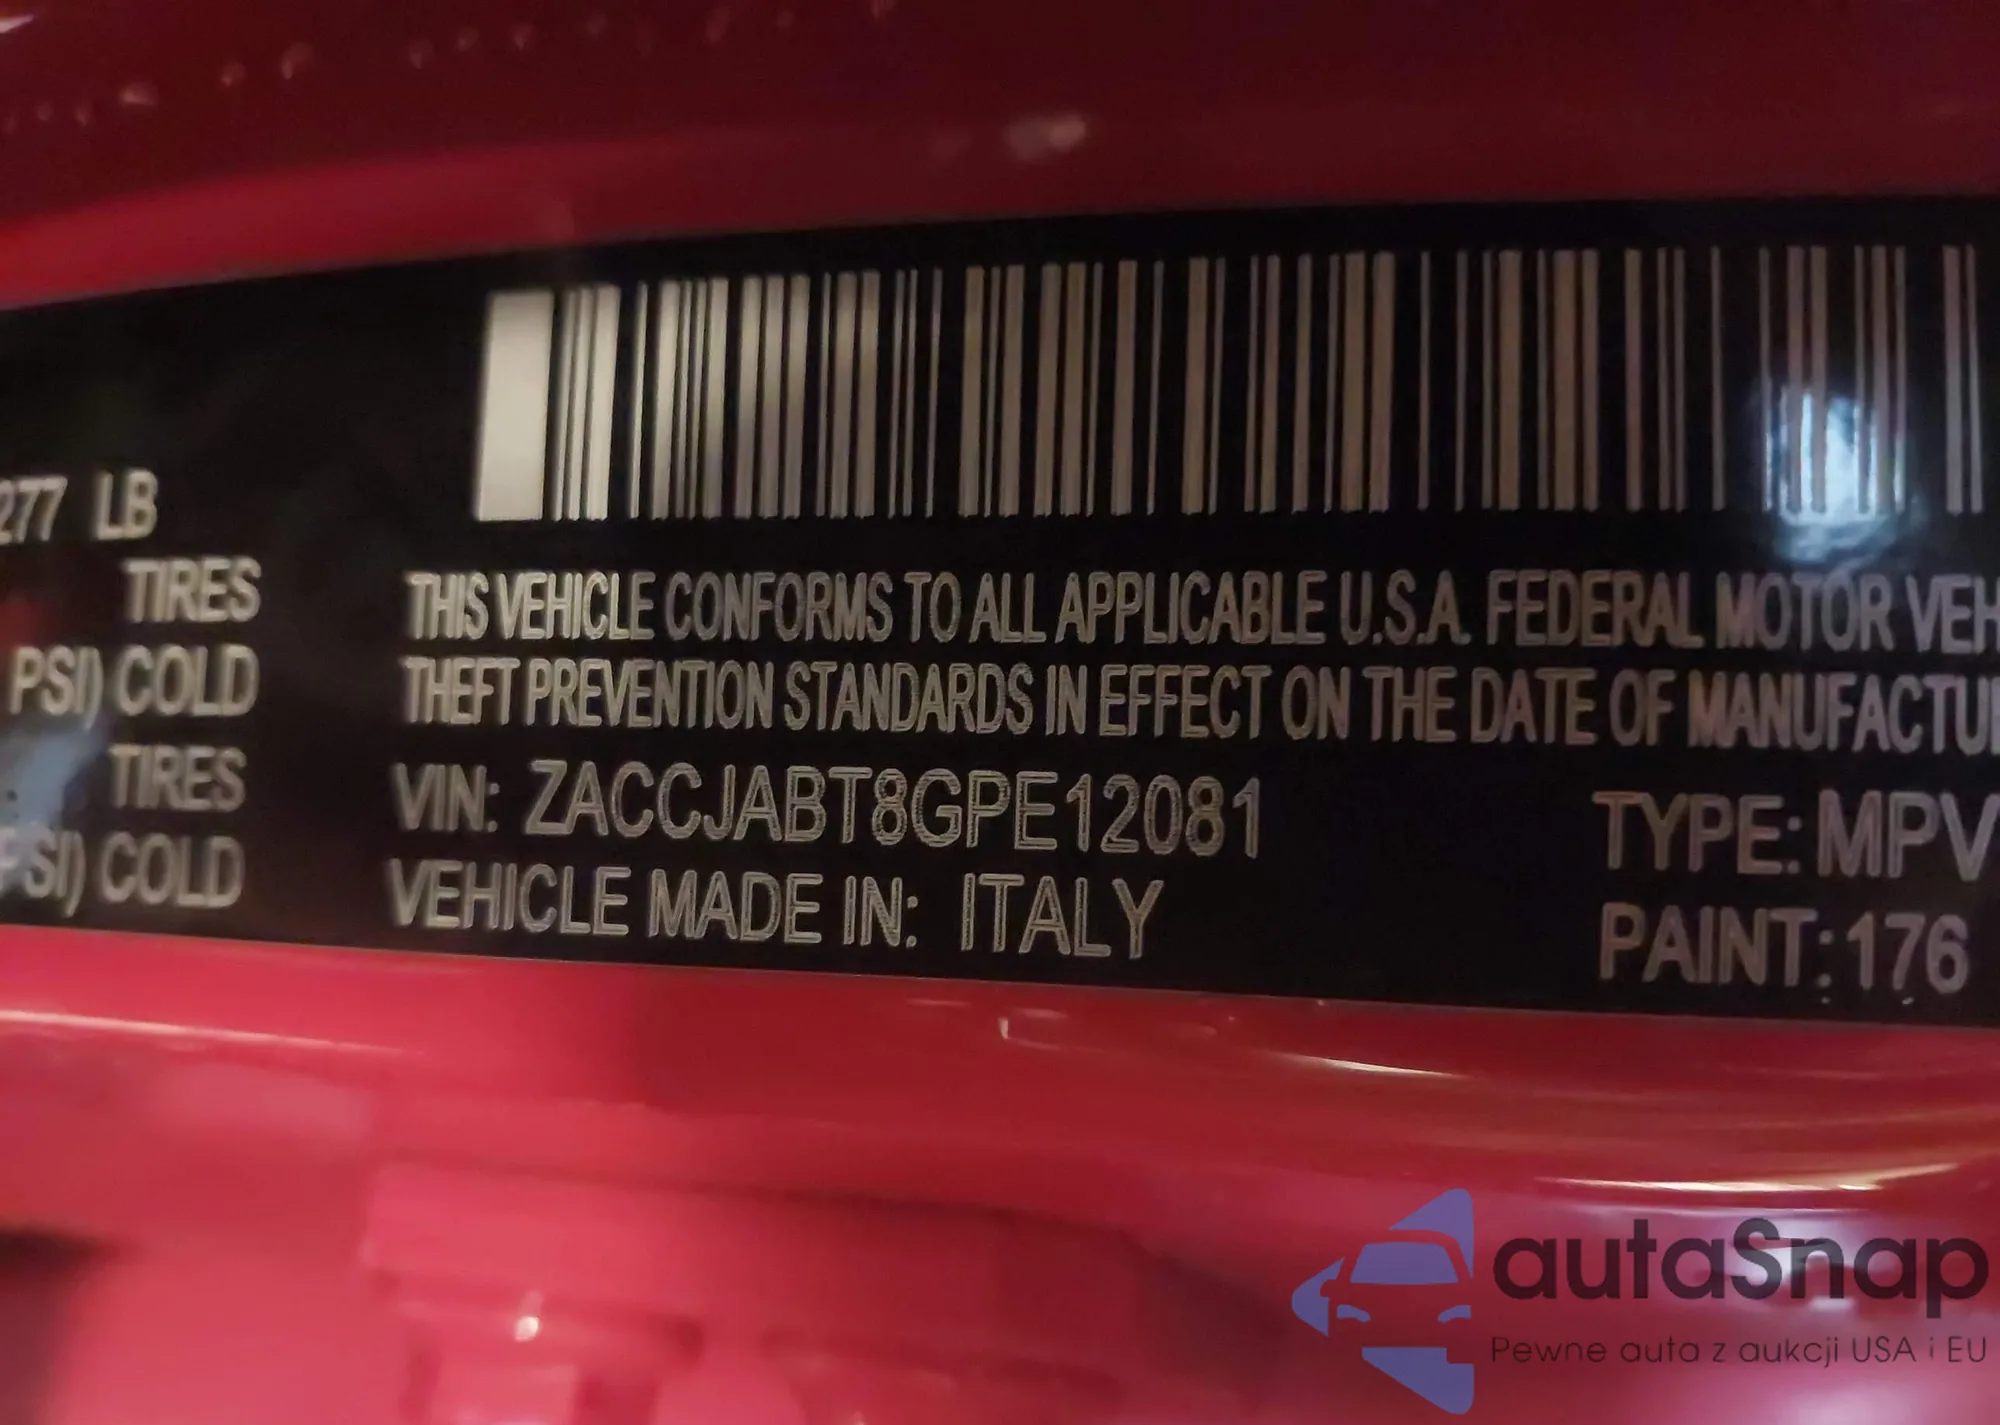 277 LB
TIRES
PSI) COLD
TIRES
PSI) COLD
THIS VEHICLE CONFORMS TO ALL APPLICABLE U.S.A. FEDERAL MOTOR VEH
THEFT PREVENTION STANDARDS IN EFFECT ON THE DATE OF MANUFACTU
VIN: ZACCJABT8GPE12081 TYPE: MPV
VEHICLE MADE IN: ITALY PAINT: 176
autaSnap
Pewne auta z aukcji USA i EU